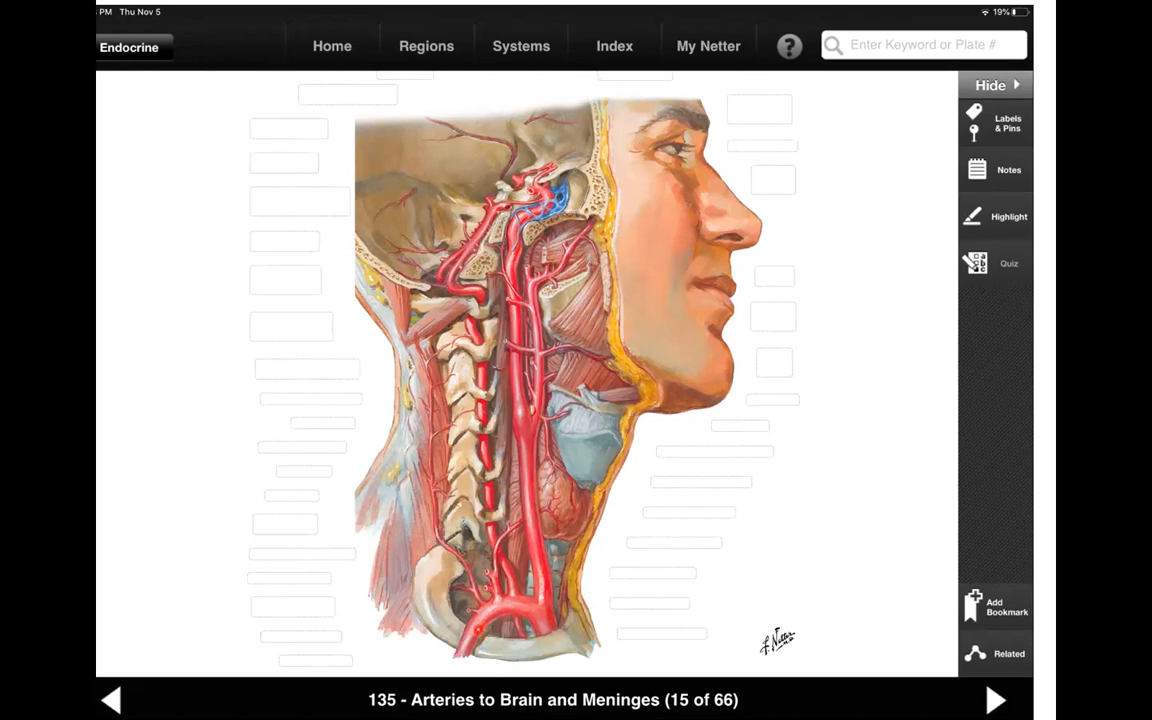 PM Thu Nov 5
19%
Endocrine
Home
Regions
Systems
Index
My Netter
?
Enter Keyword or Plate #
Hide
Labels
& Pins
Notes
Highlight
Quiz
Add
Bookmark
Related
F. Netter
135 - Arteries to Brain and Meninges (15 of 66)